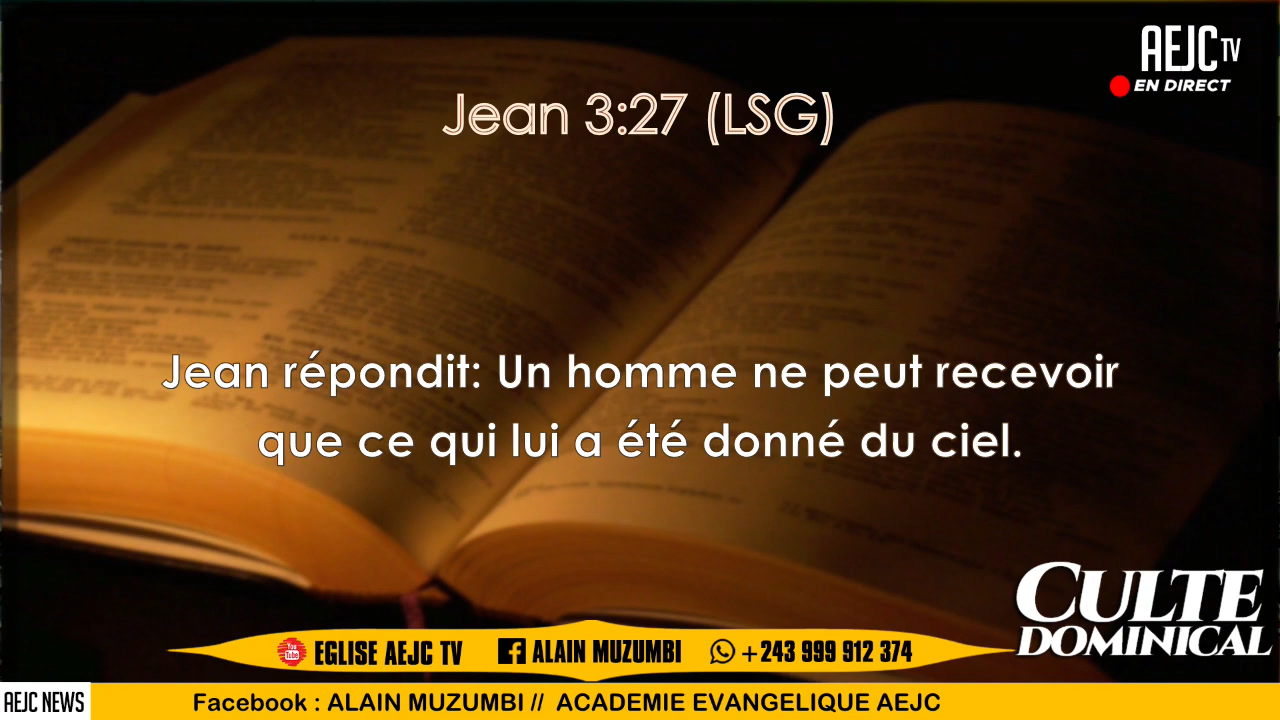 AEJC TV
EN DIRECT
Jean 3:27 (LSG)
Jean répondit: Un homme ne peut recevoir
que ce qui lui a été donné du ciel.
CULTE
DOMINICAL
You Tube EGLISE AEJC TV ALAIN MUZUMBI +243 999 912 374
AEJC NEWS Facebook : ALAIN MUZUMBI // ACADEMIE EVANGELIQUE AEJC